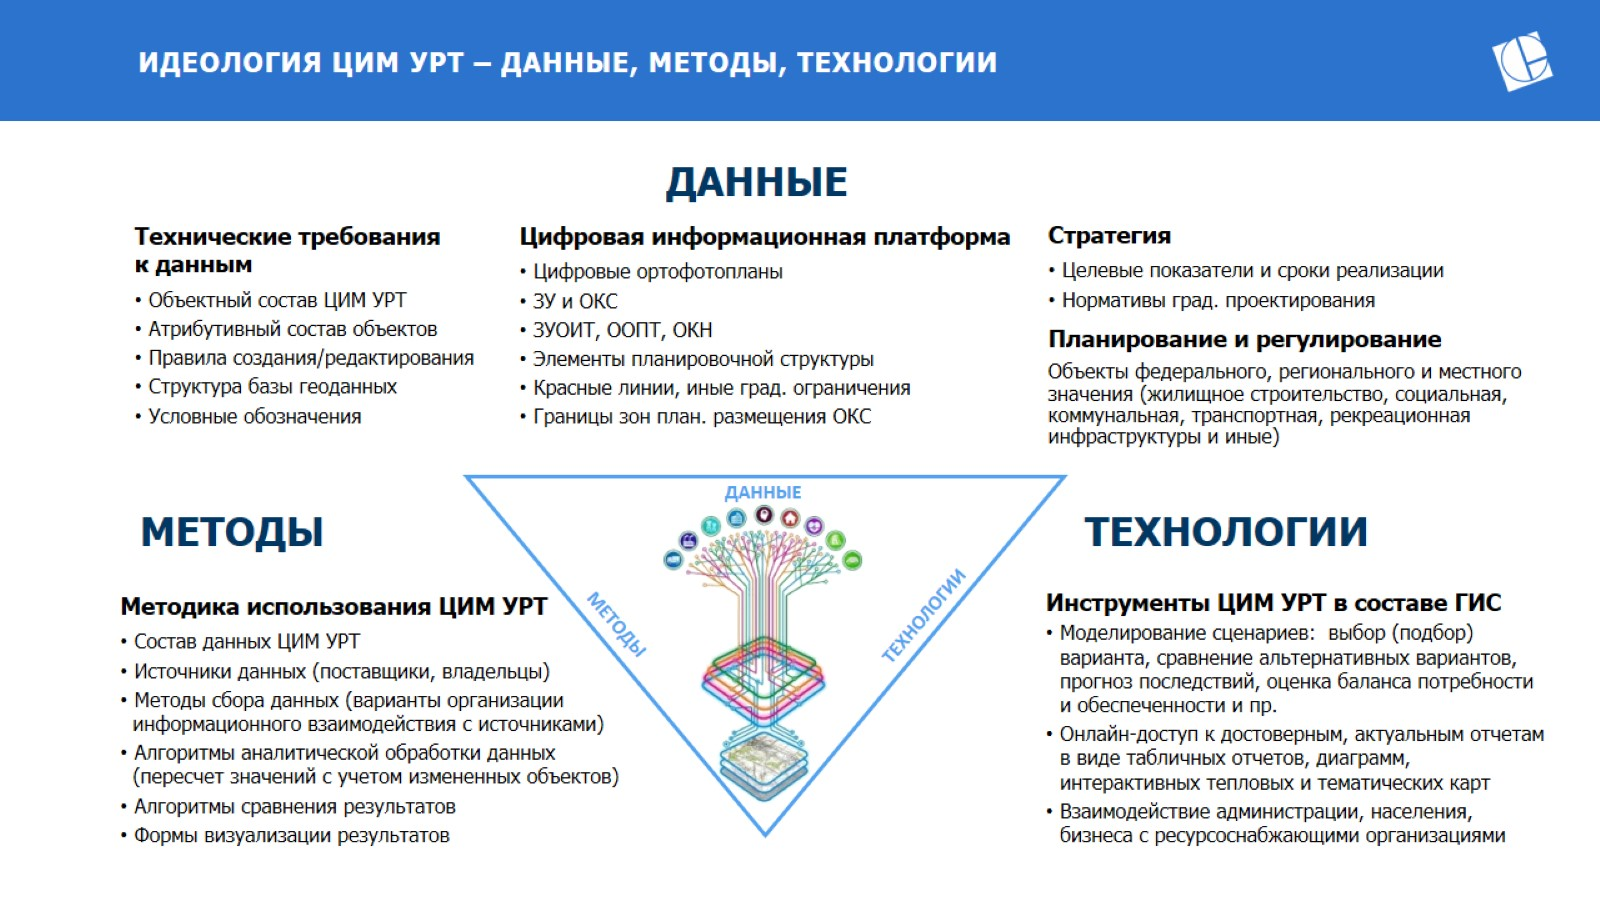 ИДЕОЛОГИЯ ЦИМ УРТ – ДАННЫЕ, МЕТОДЫ, ТЕХНОЛОГИИ
ДАННЫЕ
Технические требования
к данным
• Объектный состав ЦИМ УРТ
• Атрибутивный состав объектов
• Правила создания/редактирования
• Структура базы геоданных
• Условные обозначения
Цифровая информационная платформа
• Цифровые ортофотопланы
• ЗУ и ОКС
• ЗУОИТ, ООПТ, ОКН
• Элементы планировочной структуры
• Красные линии, иные град. ограничения
• Границы зон план. размещения ОКС
Стратегия
• Целевые показатели и сроки реализации
• Нормативы град. проектирования
Планирование и регулирование
Объекты федерального, регионального и местного
значения (жилищное строительство, социальная,
коммунальная, транспортная, рекреационная
инфраструктуры и иные)
МЕТОДЫ
Методика использования ЦИМ УРТ
• Состав данных ЦИМ УРТ
• Источники данных (поставщики, владельцы)
• Методы сбора данных (варианты организации
информационного взаимодействия с источниками)
• Алгоритмы аналитической обработки данных
(пересчет значений с учетом измененных объектов)
• Алгоритмы сравнения результатов
• Формы визуализации результатов
ДАННЫЕ
МЕТОДЫ
ТЕХНОЛОГИИ
ТЕХНОЛОГИИ
Инструменты ЦИМ УРТ в составе ГИС
• Моделирование сценариев: выбор (подбор)
варианта, сравнение альтернативных вариантов,
прогноз последствий, оценка баланса потребности
и обеспеченности и пр.
• Онлайн-доступ к достоверным, актуальным отчетам
в виде табличных отчетов, диаграмм,
интерактивных тепловых и тематических карт
• Взаимодействие администрации, населения,
бизнеса с ресурсоснабжающими организациями